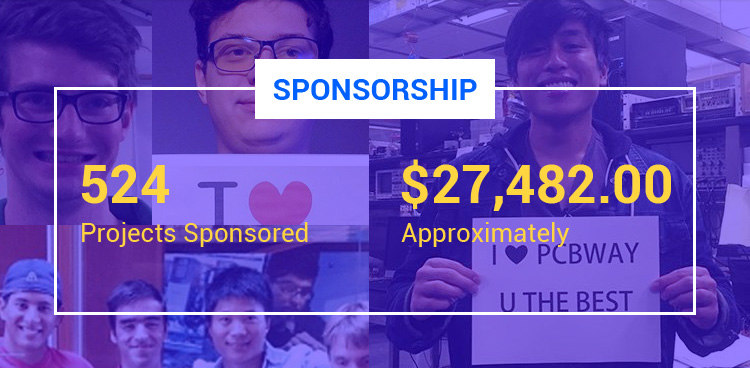 SPONSORSHIP
524
Projects Sponsored
$27,482.00
Approximately
I ♥
I ♥ PCBWAY
U THE BEST